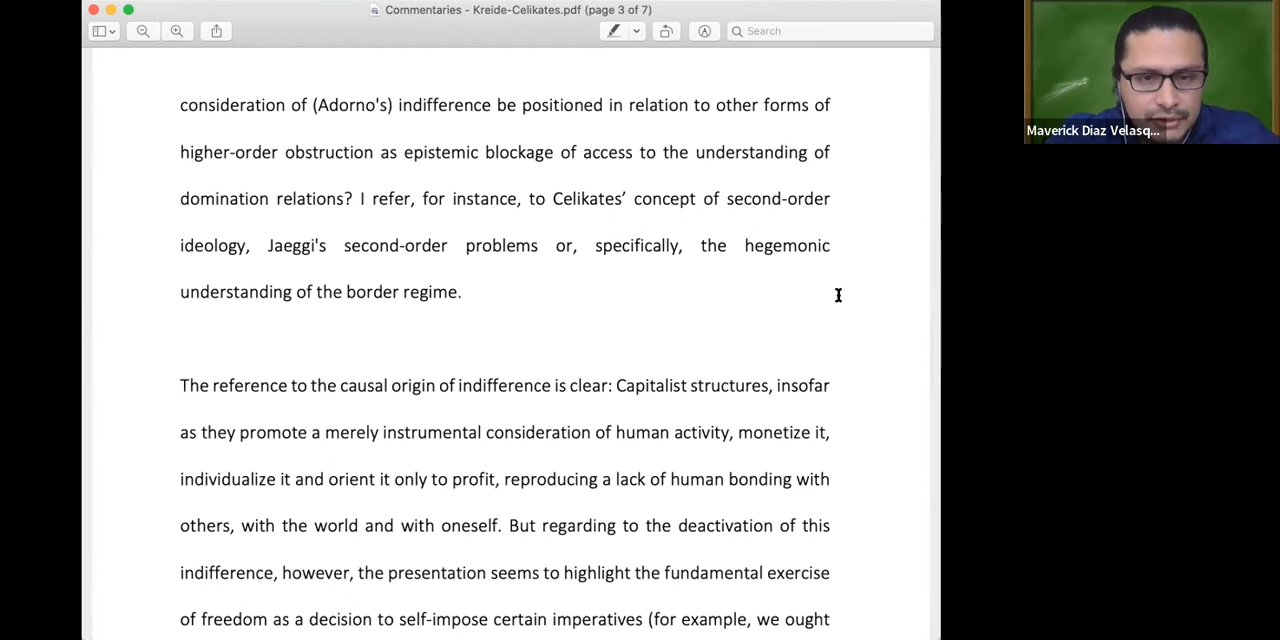 Commentaries - Kreide-Celikates.pdf (page 3 of 7)
Search
consideration of (Adorno's) indifference be positioned in relation to other forms of
higher-order obstruction as epistemic blockage of access to the understanding of
domination relations? I refer, for instance, to Celikates’ concept of second-order
ideology, Jaeggi's second-order problems or, specifically, the hegemonic
understanding of the border regime.
The reference to the causal origin of indifference is clear: Capitalist structures, insofar
as they promote a merely instrumental consideration of human activity, monetize it,
individualize it and orient it only to profit, reproducing a lack of human bonding with
others, with the world and with oneself. But regarding to the deactivation of this
indifference, however, the presentation seems to highlight the fundamental exercise
of freedom as a decision to self-impose certain imperatives (for example, we ought
Maverick Diaz Velasq...